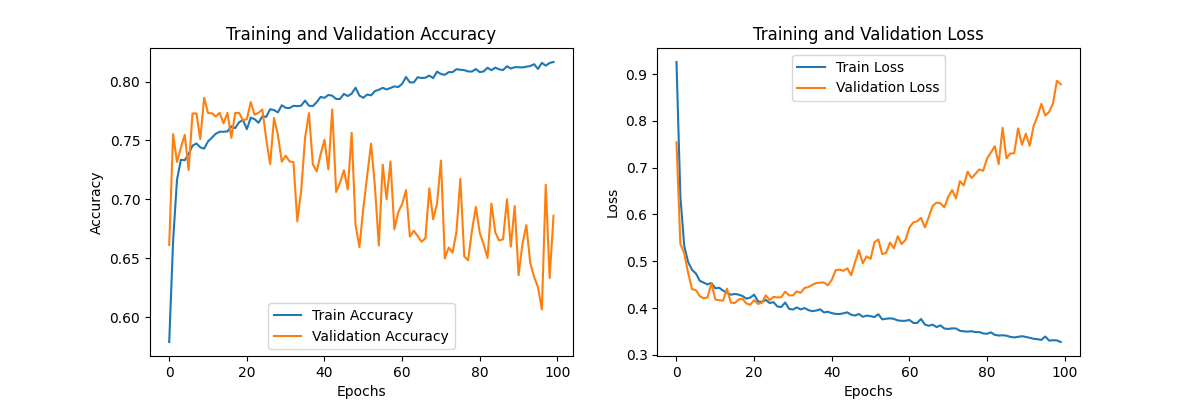 Training and Validation Accuracy
Accuracy
0.80
0.75
0.70
0.65
0.60
Train Accuracy
Validation Accuracy
0
20
40
60
80
100
Epochs
Training and Validation Loss
Loss
0.9
0.8
0.7
0.6
0.5
0.4
0.3
Train Loss
Validation Loss
0
20
40
60
80
100
Epochs